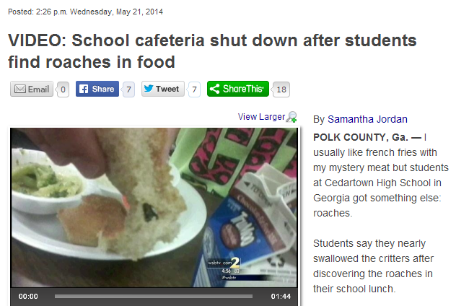 Posted: 2:26 p.m. Wednesday, May 21, 2014
VIDEO: School cafeteria shut down after students
find roaches in food
Email 0 Share 7 Tweet 7 ShareThis 18
View Larger
By Samantha Jordan
POLK COUNTY, Ga. — I
usually like french fries with
my mystery meat but students
at Cedartown High School in
Georgia got something else:
roaches.
Students say they nearly
swallowed the critters after
discovering the roaches in
their school lunch.
wsbtv.com 2
00:00 01:44